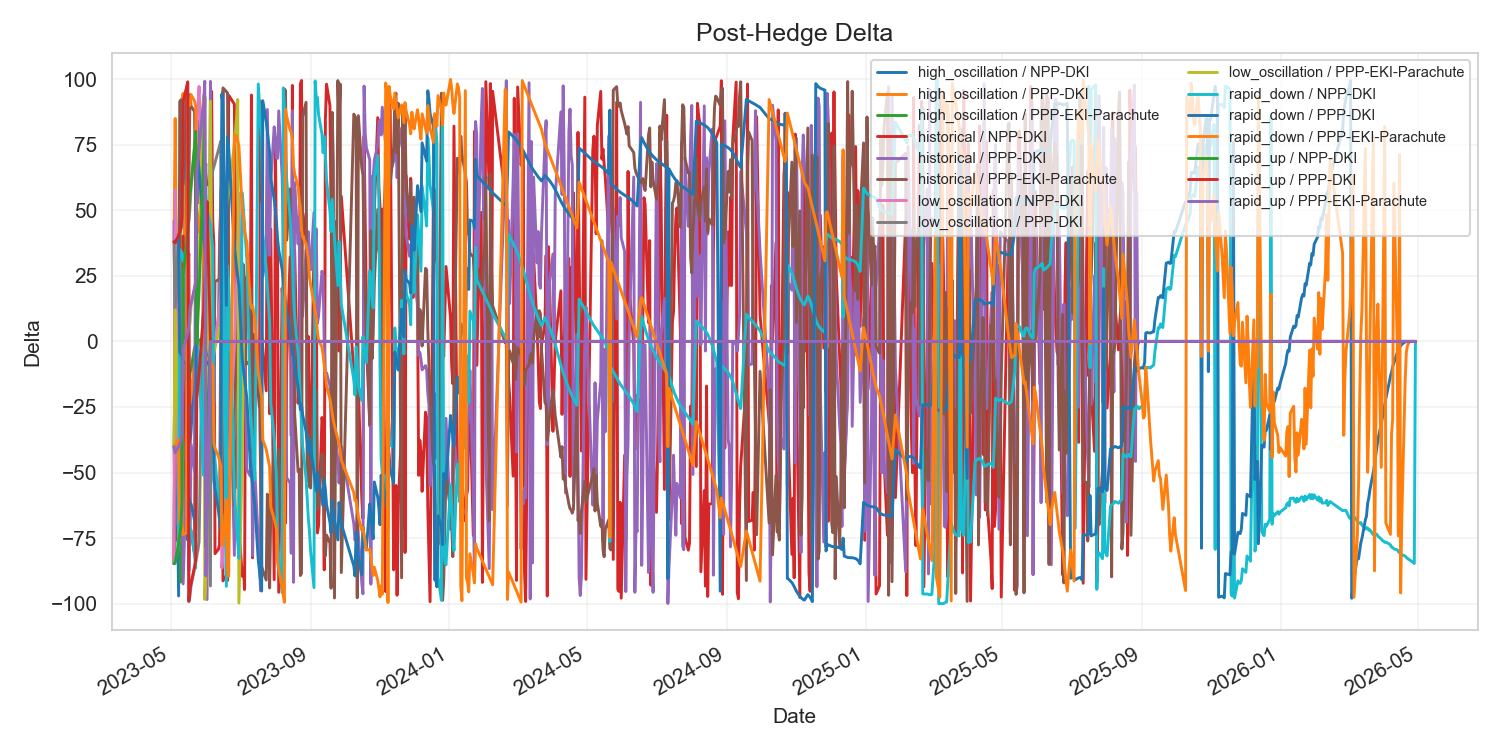 Post-Hedge Delta
high_oscillation / NPP-DKI
high_oscillation / PPP-DKI
high_oscillation / PPP-EKI-Parachute
historical / NPP-DKI
historical / PPP-DKI
historical / PPP-EKI-Parachute
low_oscillation / NPP-DKI
low_oscillation / PPP-DKI
low_oscillation / PPP-EKI-Parachute
rapid_down / NPP-DKI
rapid_down / PPP-DKI
rapid_down / PPP-EKI-Parachute
rapid_up / NPP-DKI
rapid_up / PPP-DKI
rapid_up / PPP-EKI-Parachute
Delta
100
75
50
25
0
−25
−50
−75
−100
2023-05
2023-09
2024-01
2024-05
2024-09
2025-01
2025-05
2025-09
2026-01
2026-05
Date